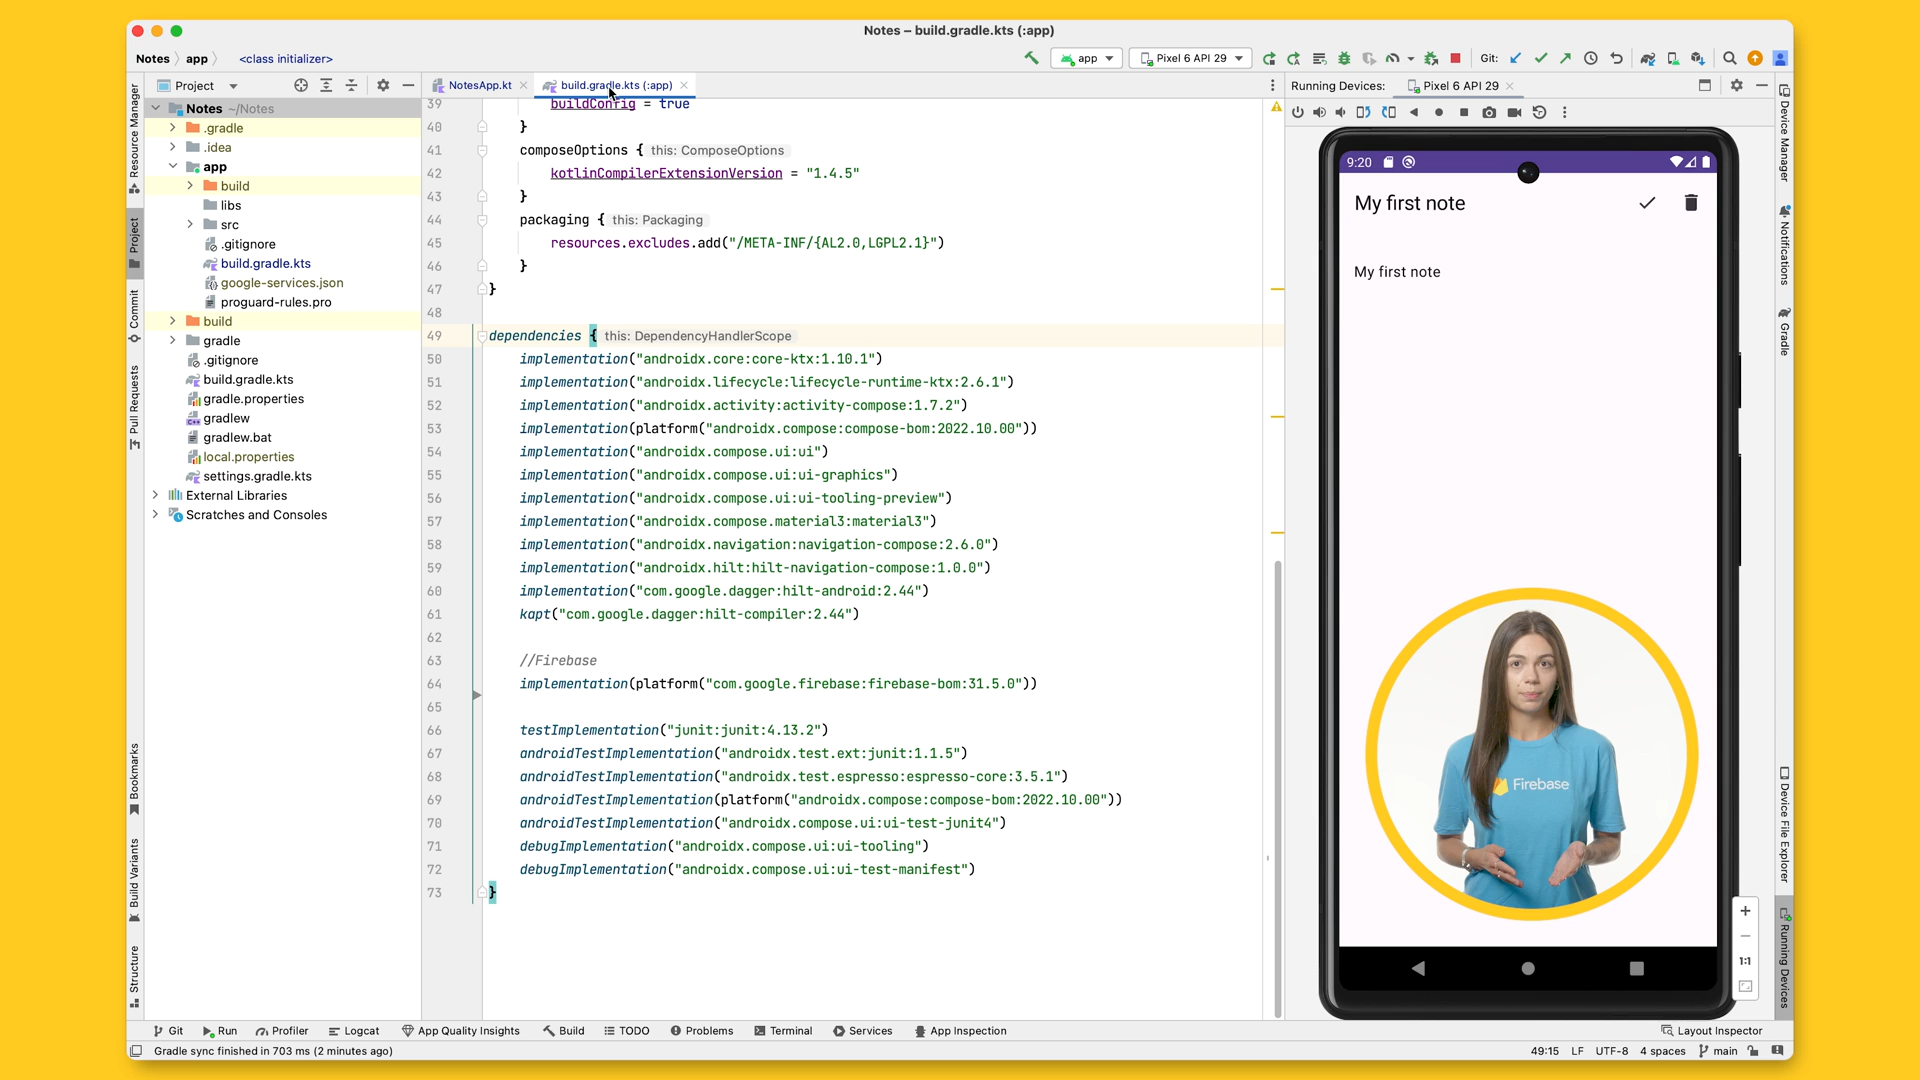 Notes – build.gradle.kts (:app)
Notes
app
<class initializer>
app
Pixel 6 API 29
Git:
Project
NotesApp.kt
build.gradle.kts (:app)
Running Devices:
Pixel 6 API 29
Resource Manager
Project
Commit
Pull Requests
Bookmarks
Build Variants
Structure
Notes ~/Notes
.gradle
.idea
app
build
libs
src
.gitignore
build.gradle.kts
google-services.json
proguard-rules.pro
build
gradle
.gitignore
build.gradle.kts
gradle.properties
gradlew
gradlew.bat
local.properties
settings.gradle.kts
External Libraries
Scratches and Consoles
39 buildConfig = true
40 }
41 composeOptions { this: ComposeOptions
42 kotlinCompilerExtensionVersion = "1.4.5"
43 }
44 packaging { this: Packaging
45 resources.excludes.add("/META-INF/{AL2.0,LGPL2.1}")
46 }
47 }
48
49 dependencies { this: DependencyHandlerScope
50 implementation("androidx.core:core-ktx:1.10.1")
51 implementation("androidx.lifecycle:lifecycle-runtime-ktx:2.6.1")
52 implementation("androidx.activity:activity-compose:1.7.2")
53 implementation(platform("androidx.compose:compose-bom:2022.10.00"))
54 implementation("androidx.compose.ui:ui")
55 implementation("androidx.compose.ui:ui-graphics")
56 implementation("androidx.compose.ui:ui-tooling-preview")
57 implementation("androidx.compose.material3:material3")
58 implementation("androidx.navigation:navigation-compose:2.6.0")
59 implementation("androidx.hilt:hilt-navigation-compose:1.0.0")
60 implementation("com.google.dagger:hilt-android:2.44")
61 kapt("com.google.dagger:hilt-compiler:2.44")
62
63 //Firebase
64 implementation(platform("com.google.firebase:firebase-bom:31.5.0"))
65
66 testImplementation("junit:junit:4.13.2")
67 androidTestImplementation("androidx.test.ext:junit:1.1.5")
68 androidTestImplementation("androidx.test.espresso:espresso-core:3.5.1")
69 androidTestImplementation(platform("androidx.compose:compose-bom:2022.10.00"))
70 androidTestImplementation("androidx.compose.ui:ui-test-junit4")
71 debugImplementation("androidx.compose.ui:ui-tooling")
72 debugImplementation("androidx.compose.ui:ui-test-manifest")
73 }
9:20
My first note
My first note
Firebase
1:1
Device Manager
Notifications
Gradle
Device File Explorer
Running Devices
Git
Run
Profiler
Logcat
App Quality Insights
Build
TODO
Problems
Terminal
Services
App Inspection
Layout Inspector
Gradle sync finished in 703 ms (2 minutes ago)
49:15
LF
UTF-8
4 spaces
main